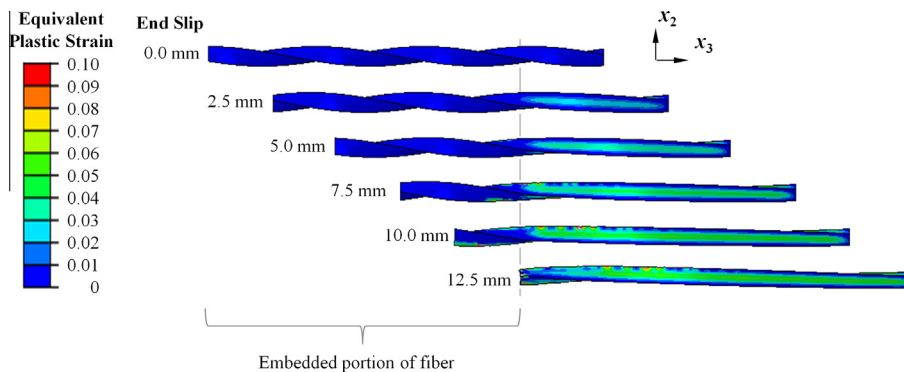 Equivalent
Plastic Strain
0.10
0.09
0.08
0.07
0.06
0.05
0.04
0.03
0.02
0.01
0
End Slip
0.0 mm
2.5 mm
5.0 mm
7.5 mm
10.0 mm
12.5 mm
x2
x3
Embedded portion of fiber